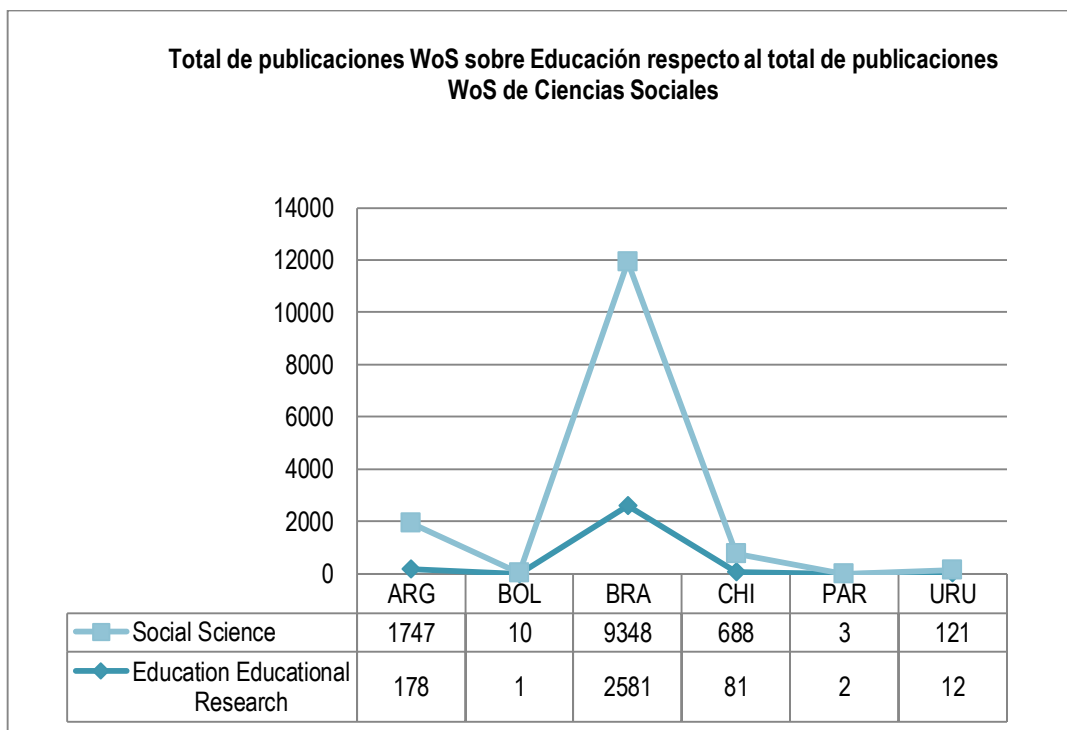 Total de publicaciones WoS sobre Educación respecto al total de publicaciones
WoS de Ciencias Sociales
14000
12000
10000
8000
6000
4000
2000
0
ARG BOL BRA CHI PAR URU
Social Science 1747 10 9348 688 3 121
Education Educational
Research 178 1 2581 81 2 12